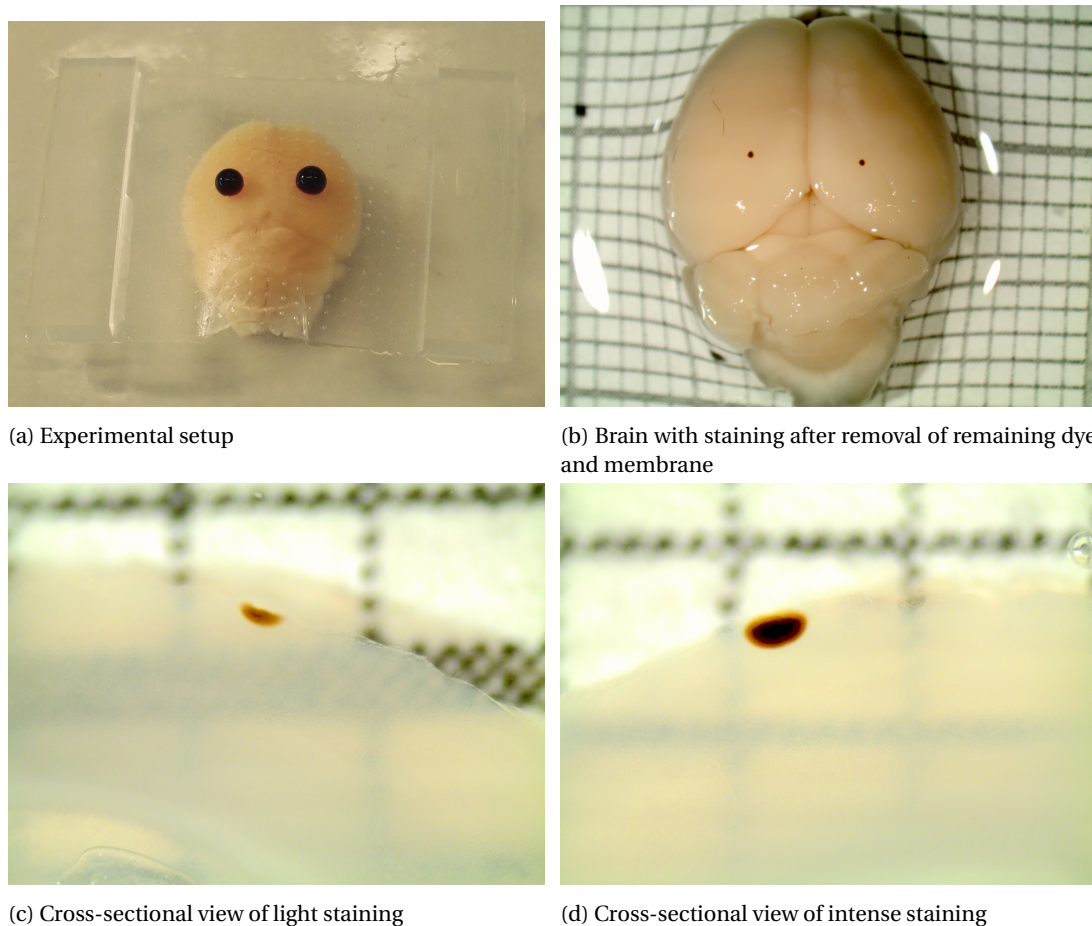 (a) Experimental setup
(b) Brain with staining after removal of remaining dye
and membrane
(c) Cross-sectional view of light staining
(d) Cross-sectional view of intense staining